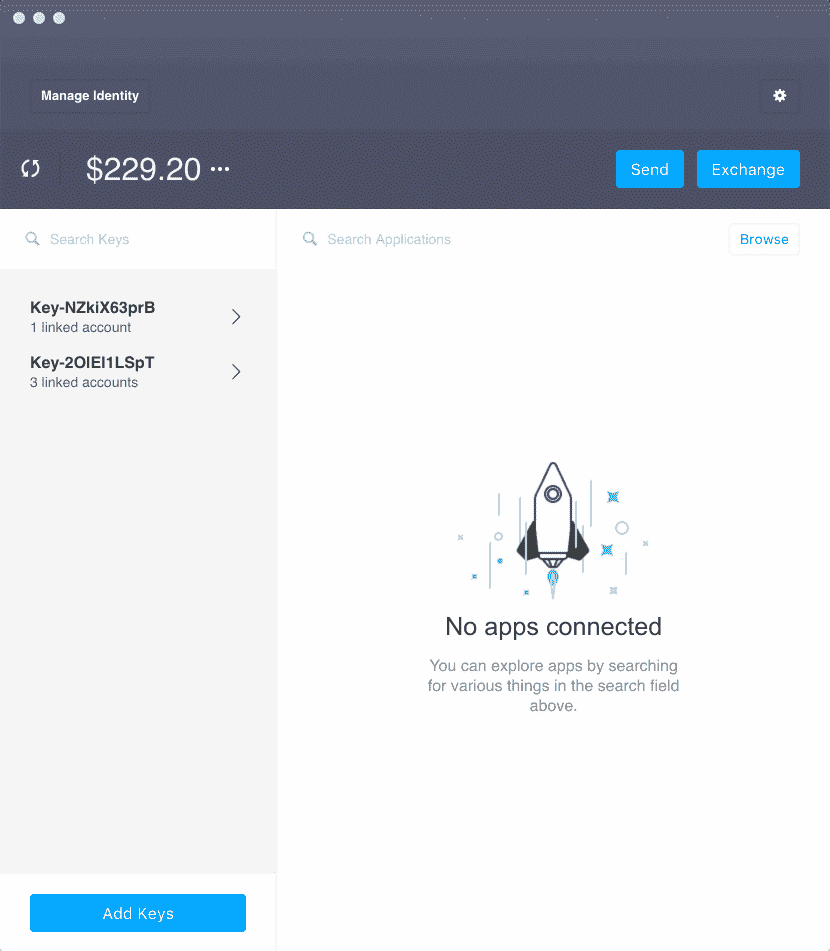 Manage Identity
$229.20 ···
Send
Exchange
Search Keys
Search Applications
Browse
Key-NZkiX63prB
1 linked account
Key-2OlEI1LSpT
3 linked accounts
No apps connected
You can explore apps by searching
for various things in the search field
above.
Add Keys